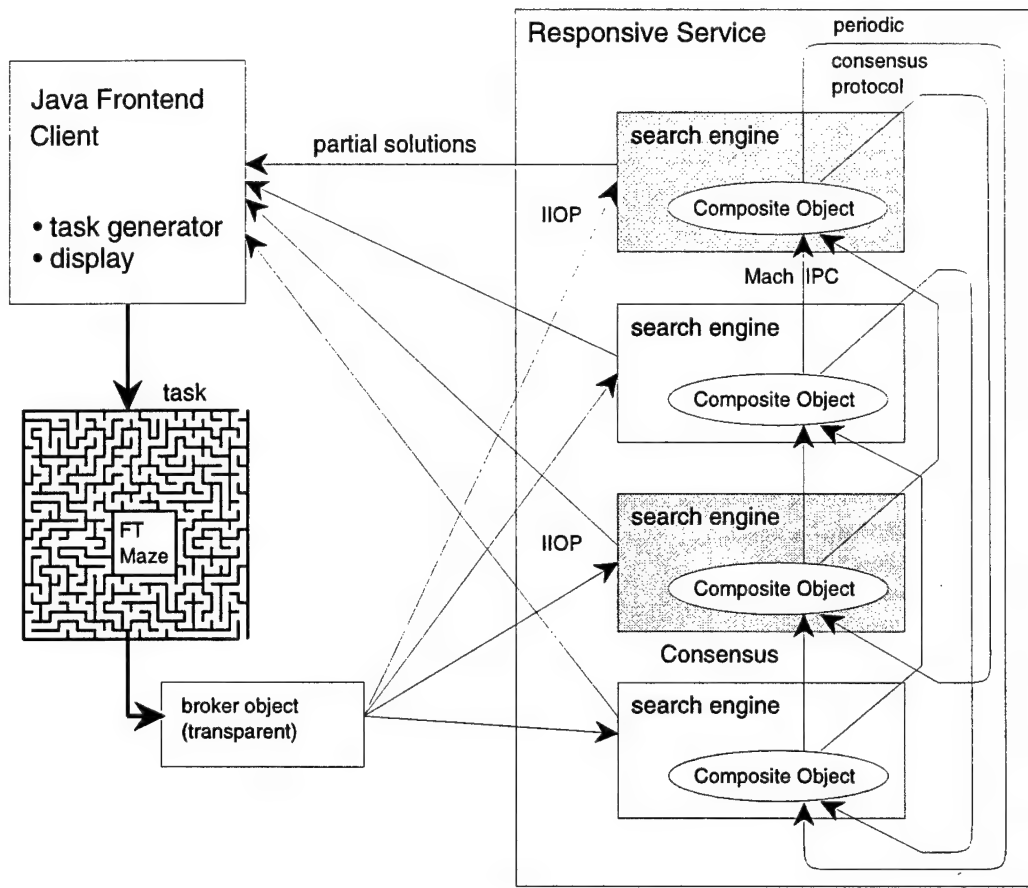 Responsive Service
periodic
consensus
protocol
Java Frontend
Client
• task generator
• display
partial solutions
search engine
Composite Object
IIOP
Mach IPC
search engine
Composite Object
task
FT
Maze
search engine
IIOP
Composite Object
Consensus
broker object
(transparent)
search engine
Composite Object